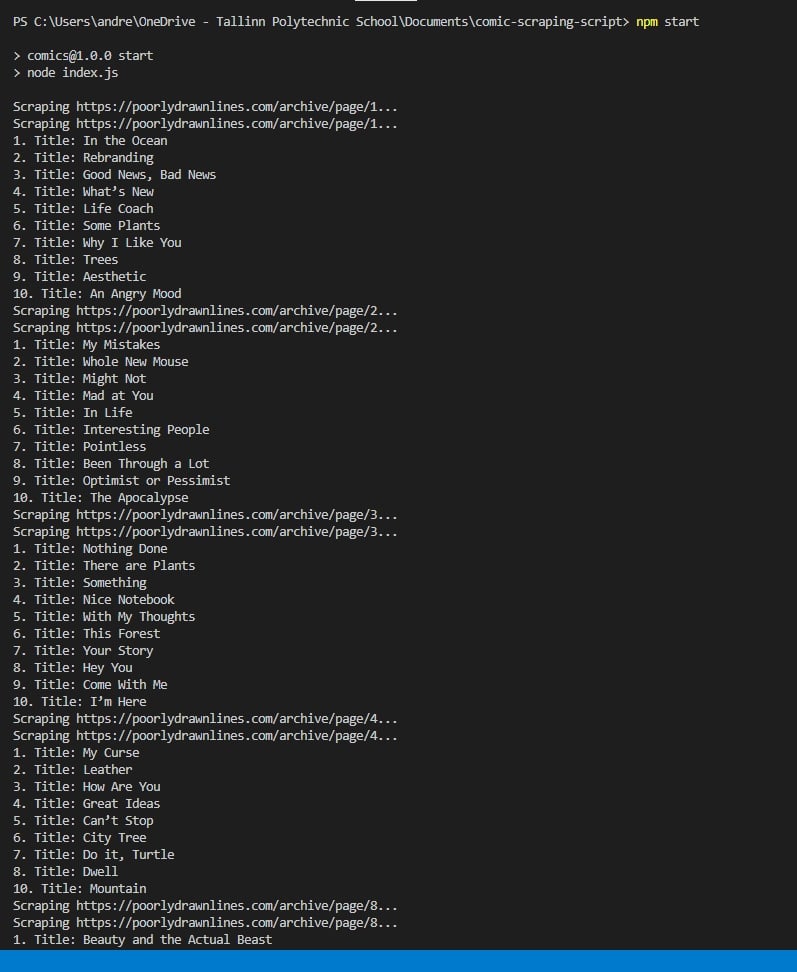 PS C:\Users\andre\OneDrive - Tallinn Polytechnic School\Documents\comic-scraping-script> npm start
> comics@1.0.0 start
> node index.js
Scraping https://poorlydrawnlines.com/archive/page/1...
Scraping https://poorlydrawnlines.com/archive/page/1...
1. Title: In the Ocean
2. Title: Rebranding
3. Title: Good News, Bad News
4. Title: What’s New
5. Title: Life Coach
6. Title: Some Plants
7. Title: Why I Like You
8. Title: Trees
9. Title: Aesthetic
10. Title: An Angry Mood
Scraping https://poorlydrawnlines.com/archive/page/2...
Scraping https://poorlydrawnlines.com/archive/page/2...
1. Title: My Mistakes
2. Title: Whole New Mouse
3. Title: Might Not
4. Title: Mad at You
5. Title: In Life
6. Title: Interesting People
7. Title: Pointless
8. Title: Been Through a Lot
9. Title: Optimist or Pessimist
10. Title: The Apocalypse
Scraping https://poorlydrawnlines.com/archive/page/3...
Scraping https://poorlydrawnlines.com/archive/page/3...
1. Title: Nothing Done
2. Title: There are Plants
3. Title: Something
4. Title: Nice Notebook
5. Title: With My Thoughts
6. Title: This Forest
7. Title: Your Story
8. Title: Hey You
9. Title: Come With Me
10. Title: I’m Here
Scraping https://poorlydrawnlines.com/archive/page/4...
Scraping https://poorlydrawnlines.com/archive/page/4...
1. Title: My Curse
2. Title: Leather
3. Title: How Are You
4. Title: Great Ideas
5. Title: Can’t Stop
6. Title: City Tree
7. Title: Do it, Turtle
8. Title: Dwell
10. Title: Mountain
Scraping https://poorlydrawnlines.com/archive/page/8...
Scraping https://poorlydrawnlines.com/archive/page/8...
1. Title: Beauty and the Actual Beast